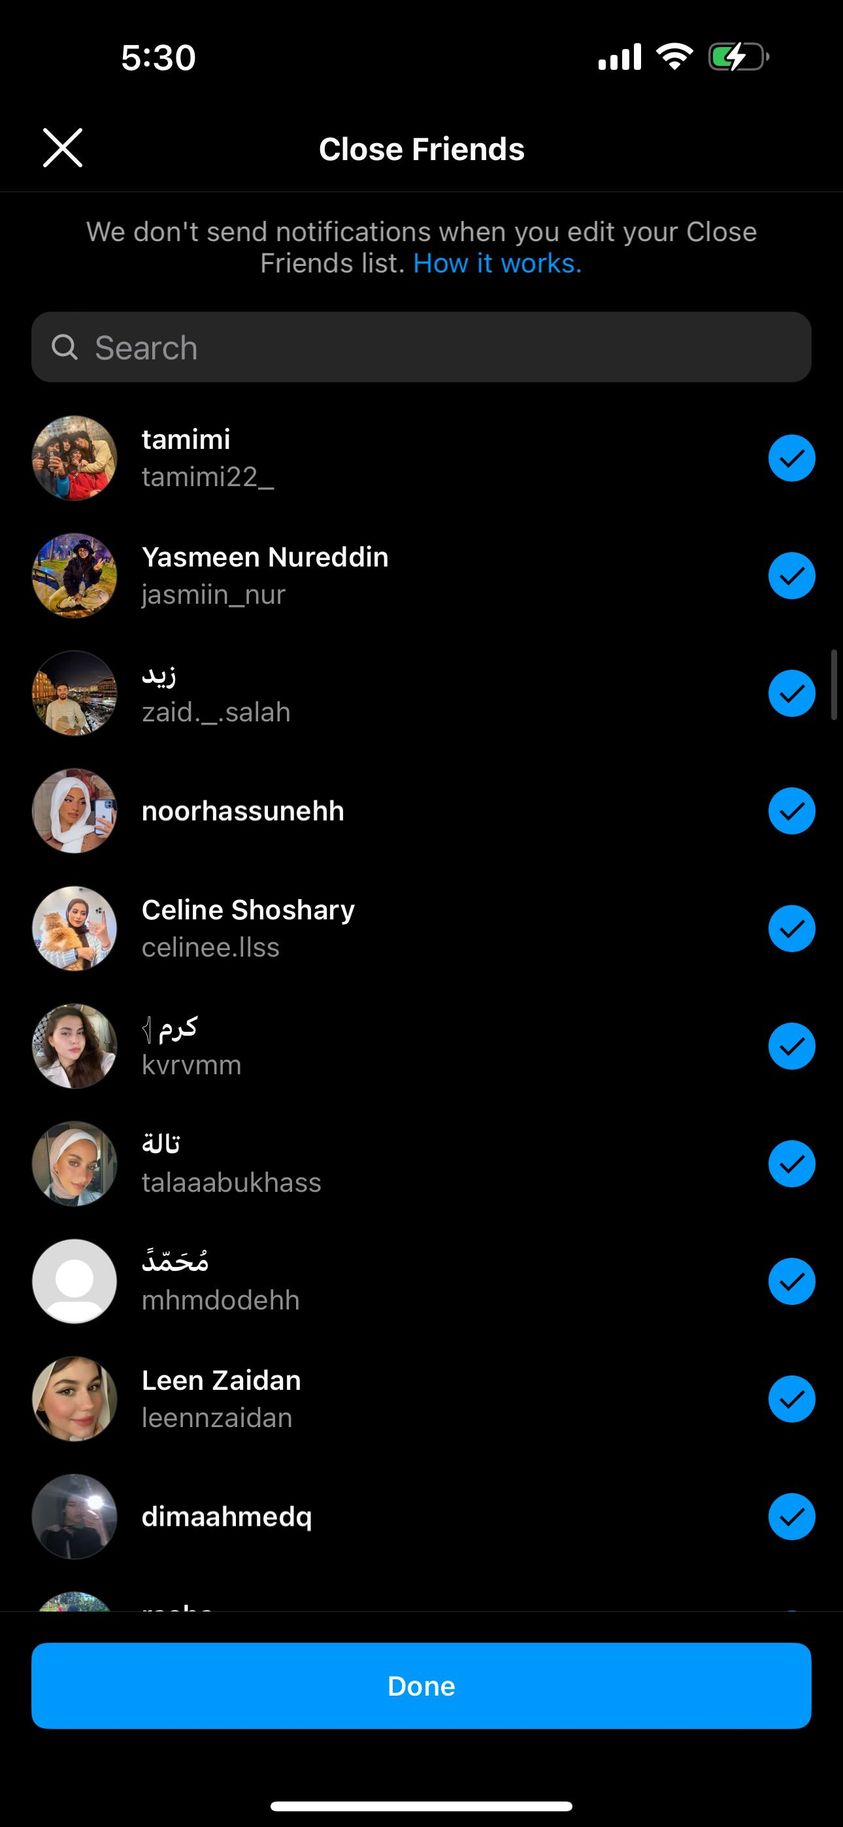 5:30
Close Friends
We don't send notifications when you edit your Close
Friends list. How it works.
Search
tamimi
tamimi22_
Yasmeen Nureddin
jasmiin_nur
زيد
zaid._.salah
noorhassunehh
Celine Shoshary
celinee.llss
كرم
kvrvmm
تالة
talaaabukhass
مُحَمّدً
mhmdodehh
Leen Zaidan
leennzaidan
dimaahmedq
Done